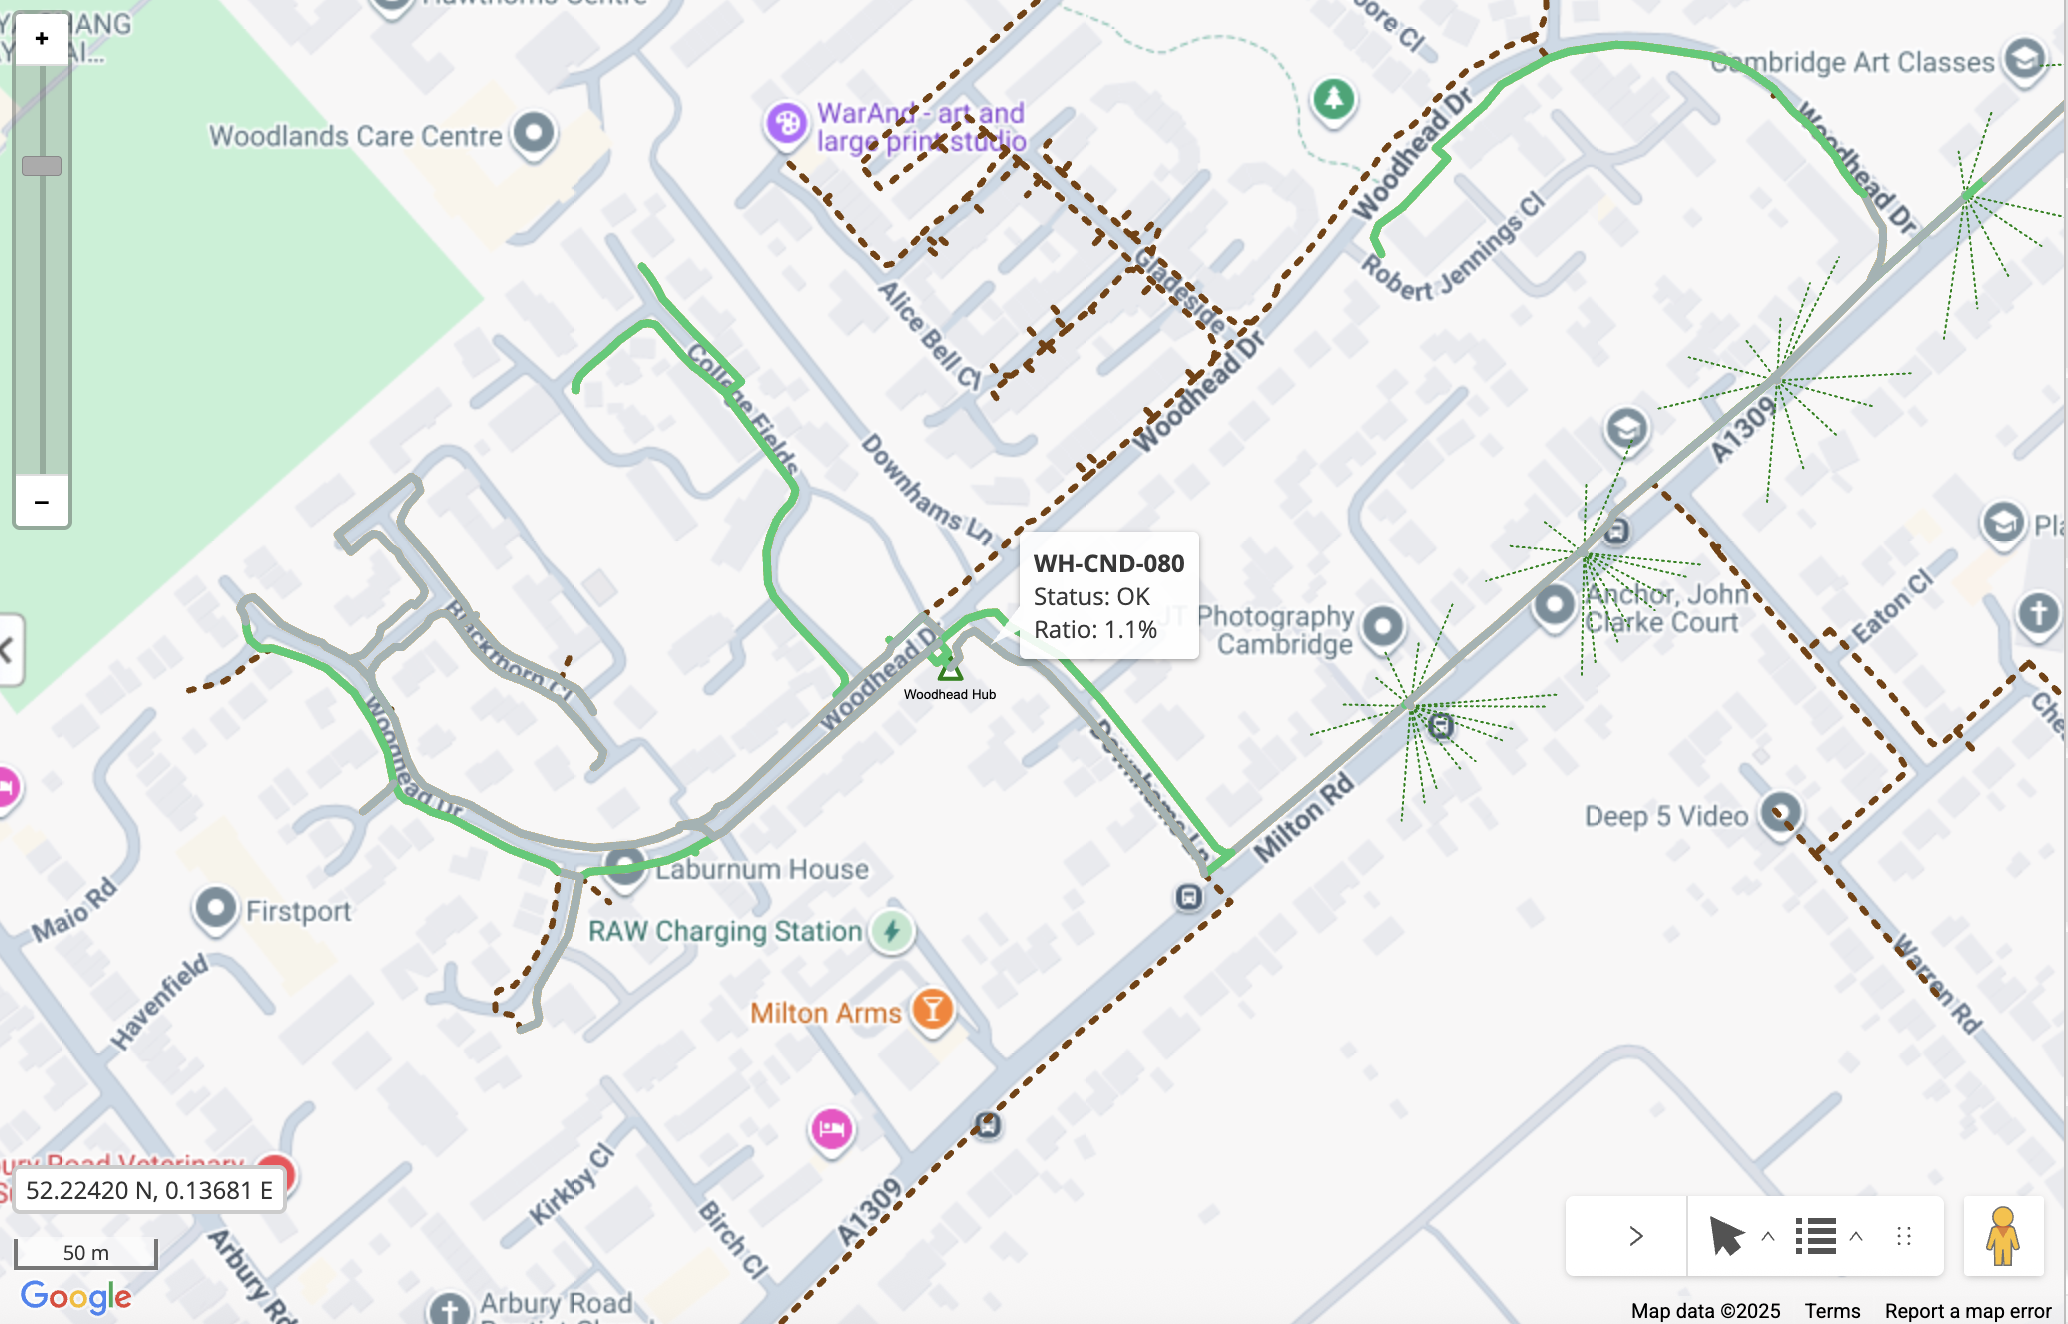 Hawthorns Centre
Woodlands Care Centre
WarAnd - art and
large print studio
Cambridge Art Classes
Woodhead Dr
Woodhead Dr
Robert Jennings Cl
Gladeside
Alice Bell Cl
College Fields
Downhams Ln
Woodhead Dr
A1309
WH-CND-080
Status: OK
Ratio: 1.1%
Photography
Cambridge
Anchor, John
Clarke Court
Eaton Cl
Blackthorn Cl
Woodhead Dr
Woodhead Hub
Woodhead Dr
Downhams Ln
Milton Rd
Deep 5 Video
Laburnum House
Maio Rd
Firstport
RAW Charging Station
Havenfield
Milton Arms
Warren Rd
52.22420 N, 0.13681 E
Kirkby Cl
Birch Cl
A1309
50 m
Arbury Rd
Google
Arbury Road
Map data ©2025 Terms Report a map error